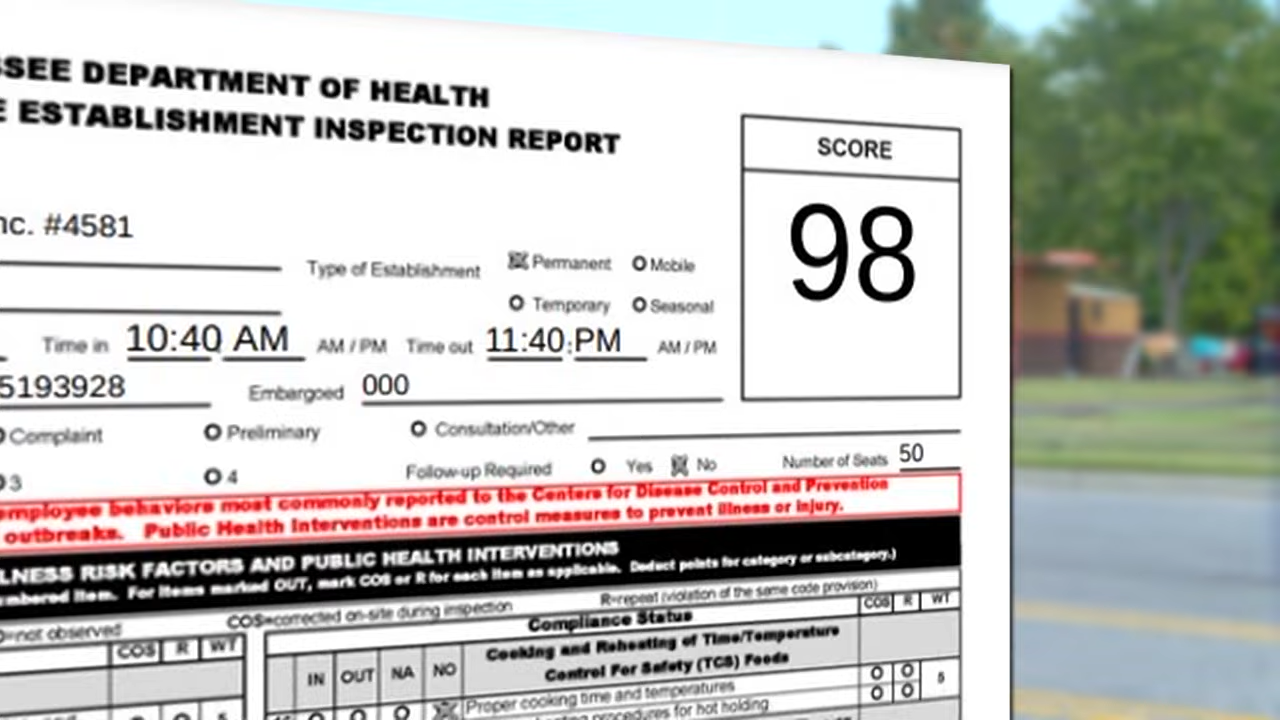 SSEE DEPARTMENT OF HEALTH
E ESTABLISHMENT INSPECTION REPORT
SCORE
98
nc. #4581
Type of Establishment Permanent Mobile
Temporary Seasonal
Time in 10:40 AM AM / PM Time out 11:40:PM AM / PM
5193928 Embargoed 000
Complaint Preliminary Consultation/Other
3 4 Follow-up Required Yes No Number of Seats 50
employee behaviors most commonly reported to the Centers for Disease Control and Prevention
outbreaks. Public Health Interventions are control measures to prevent illness or injury.
LNESS RISK FACTORS AND PUBLIC HEALTH INTERVENTIONS
mbered item. For items marked OUT, mark COS or R for each item as applicable. Deduct points for category or subcategory.)
=not observed COS=corrected on-site during inspection R=repeat (violation of the same code provision)
COS R WT
Compliance Status COS R WT
IN OUT NA NO Cooking and Reheating of Time/Temperature
Control For Safety (TCS) Foods
Proper cooking time and temperatures 5
procedures for hot holding